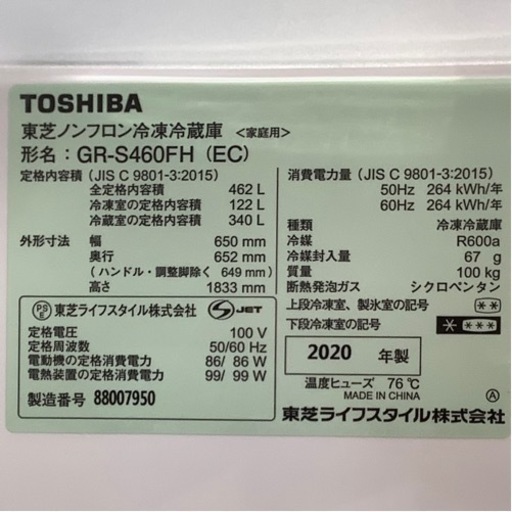 TOSHIBA
東芝ノンフロン冷凍冷蔵庫 <家庭用>
形名：GR-S460FH (EC)
定格内容積 (JIS C 9801-3:2015)
全定格内容積 462 L
冷凍室の定格内容積 122 L
冷蔵室の定格内容積 340 L
外形寸法 幅 650 mm
奥行 652 mm
(ハンドル・調整脚除く 649 mm)
高さ 1833 mm
PS E 東芝ライフスタイル株式会社 S JET
定格電圧 100 V
定格周波数 50/60 Hz
電動機の定格消費電力 86/ 86 W
電熱装置の定格消費電力 99/ 99 W
製造番号 88007950
消費電力量 (JIS C 9801-3:2015)
50Hz 264 kWh/年
60Hz 264 kWh/年
種類 冷凍冷蔵庫
冷媒 R600a
冷媒封入量 67 g
質量 100 kg
断熱発泡ガス シクロペンタン
上段冷凍室、製氷室の記号 **
下段冷凍室の記号 * ***
2020 年製
温度ヒューズ 76℃
A
東芝ライフスタイル株式会社